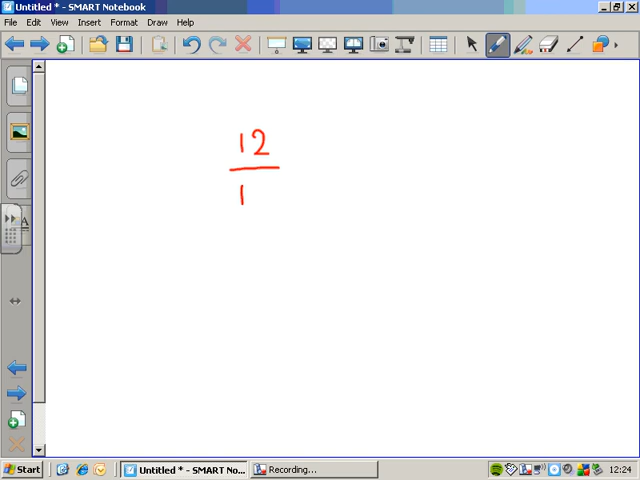 Untitled * - SMART Notebook
File Edit View Insert Format Draw Help
12
1
A
Start
Untitled * - SMART No...
Recording...
12:24